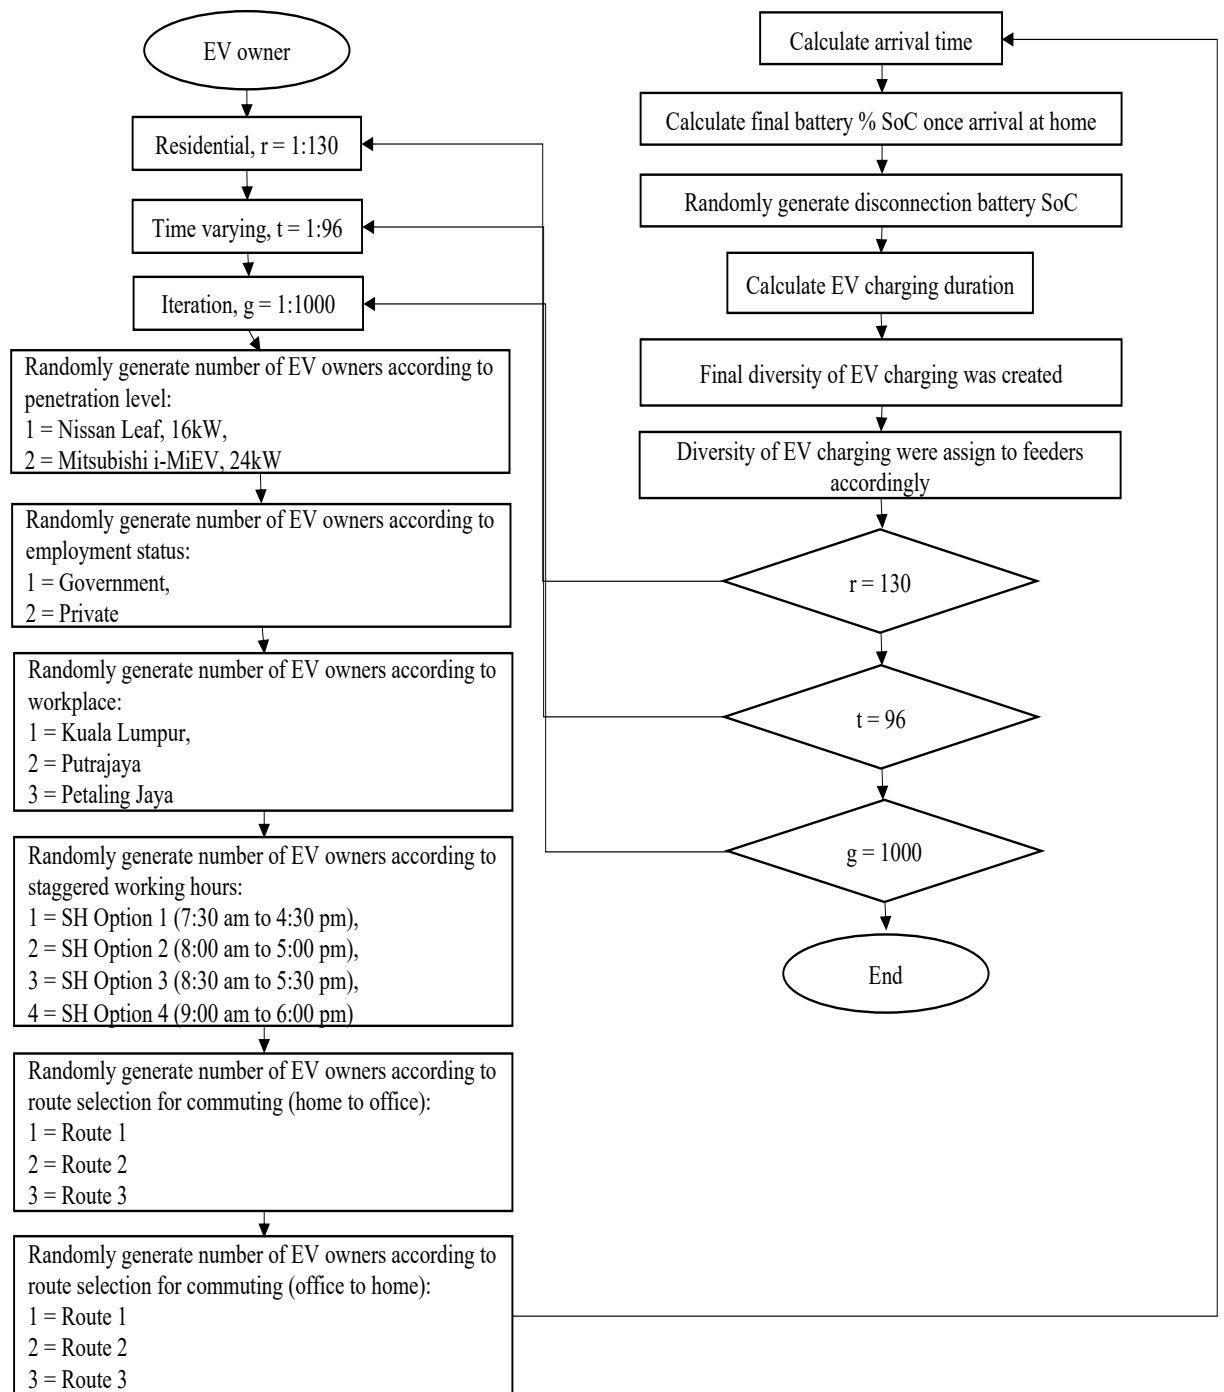 EV owner
Residential, r = 1:130
Time varying, t = 1:96
Iteration, g = 1:1000
Randomly generate number of EV owners according to
penetration level:
1 = Nissan Leaf, 16kW,
2 = Mitsubishi i-MiEV, 24kW
Randomly generate number of EV owners according to
employment status:
1 = Government,
2 = Private
Randomly generate number of EV owners according to
workplace:
1 = Kuala Lumpur,
2 = Putrajaya
3 = Petaling Jaya
Randomly generate number of EV owners according to
staggered working hours:
1 = SH Option 1 (7:30 am to 4:30 pm),
2 = SH Option 2 (8:00 am to 5:00 pm),
3 = SH Option 3 (8:30 am to 5:30 pm),
4 = SH Option 4 (9:00 am to 6:00 pm)
Randomly generate number of EV owners according to
route selection for commuting (home to office):
1 = Route 1
2 = Route 2
3 = Route 3
Randomly generate number of EV owners according to
route selection for commuting (office to home):
1 = Route 1
2 = Route 2
3 = Route 3
Calculate arrival time
Calculate final battery % SoC once arrival at home
Randomly generate disconnection battery SoC
Calculate EV charging duration
Final diversity of EV charging was created
Diversity of EV charging were assign to feeders
accordingly
r = 130
t = 96
g = 1000
End